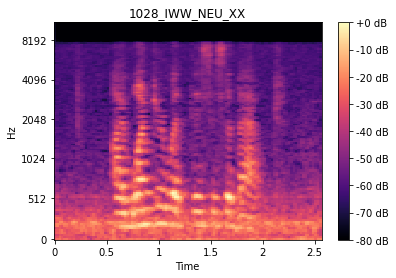 1028_IWW_NEU_XX
8192
4096
2048
1024
512
0
Hz
0
0.5
1
1.5
2
2.5
Time
+0 dB
-10 dB
-20 dB
-30 dB
-40 dB
-50 dB
-60 dB
-70 dB
-80 dB